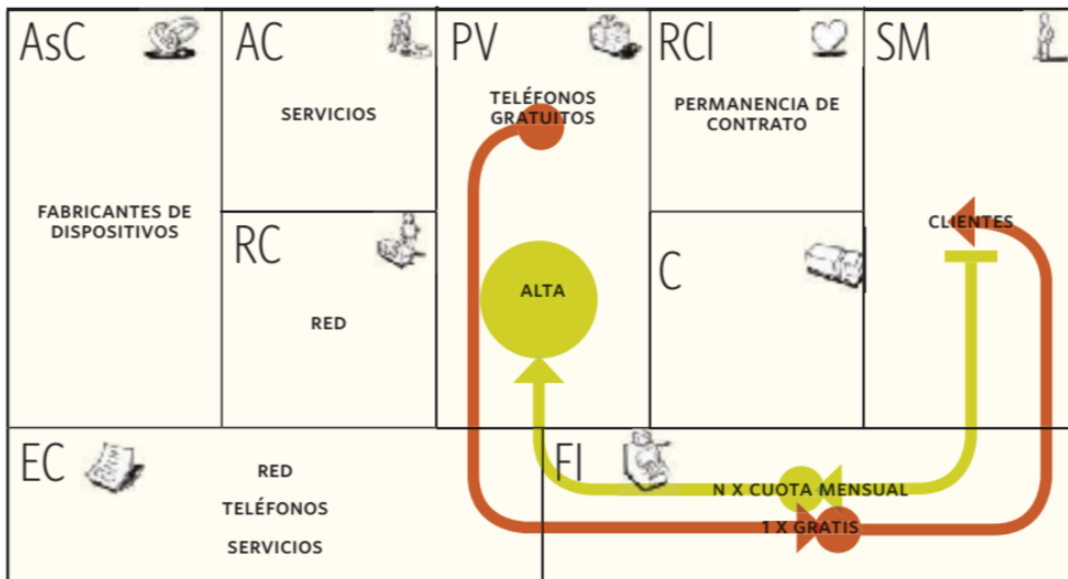 AsC
FABRICANTES DE
DISPOSITIVOS
AC
SERVICIOS
RC
RED
PV
TELÉFONOS
GRATUITOS
ALTA
RCl
PERMANENCIA DE
CONTRATO
C
SM
CLIENTES
EC
RED
TELÉFONOS
SERVICIOS
FI
N X CUOTA MENSUAL
1 X GRATIS